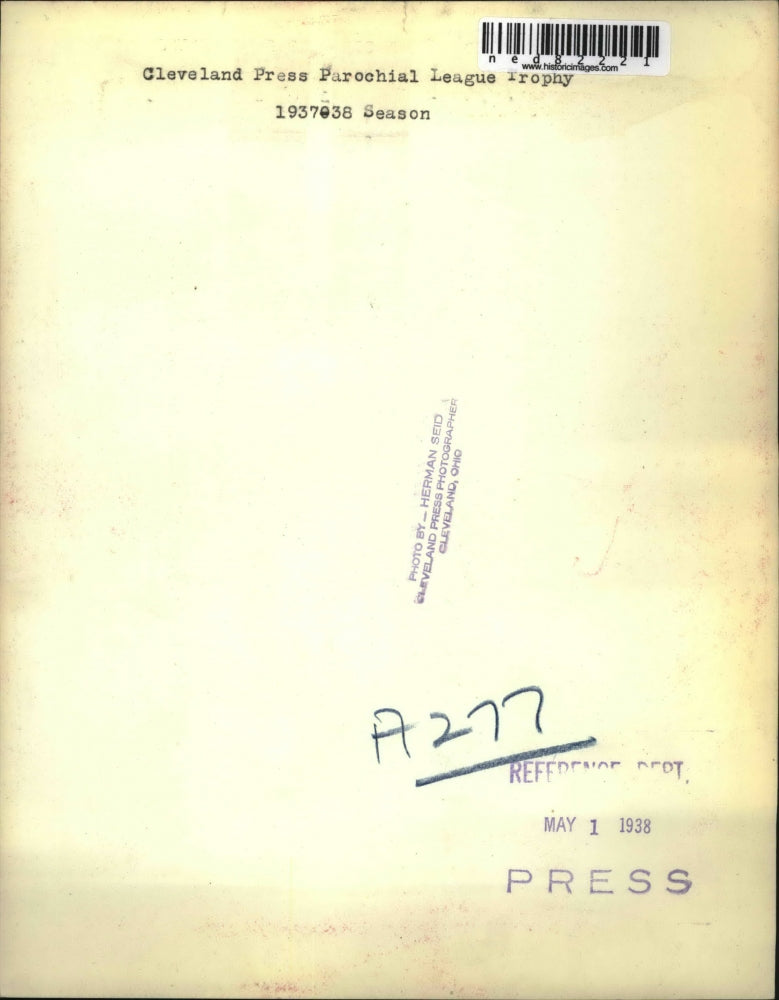 ned82221
www.historicimages.com
Cleveland Press Parochial League Trophy
1937038 Season
PHOTO BY — HERMAN SEID
CLEVELAND PRESS PHOTOGRAPHER
CLEVELAND, OHIO
A277
REFERENCE DEPT.
MAY 1 1938
PRESS